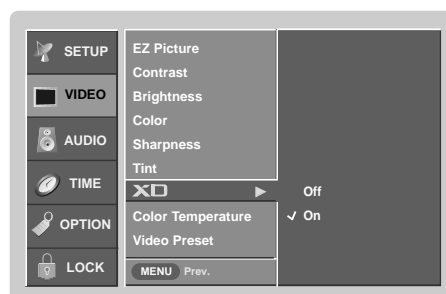 SETUP
VIDEO
AUDIO
TIME
OPTION
LOCK
EZ Picture
Contrast
Brightness
Color
Sharpness
Tint
XD
Color Temperature
Video Preset
MENU Prev.
Off
On